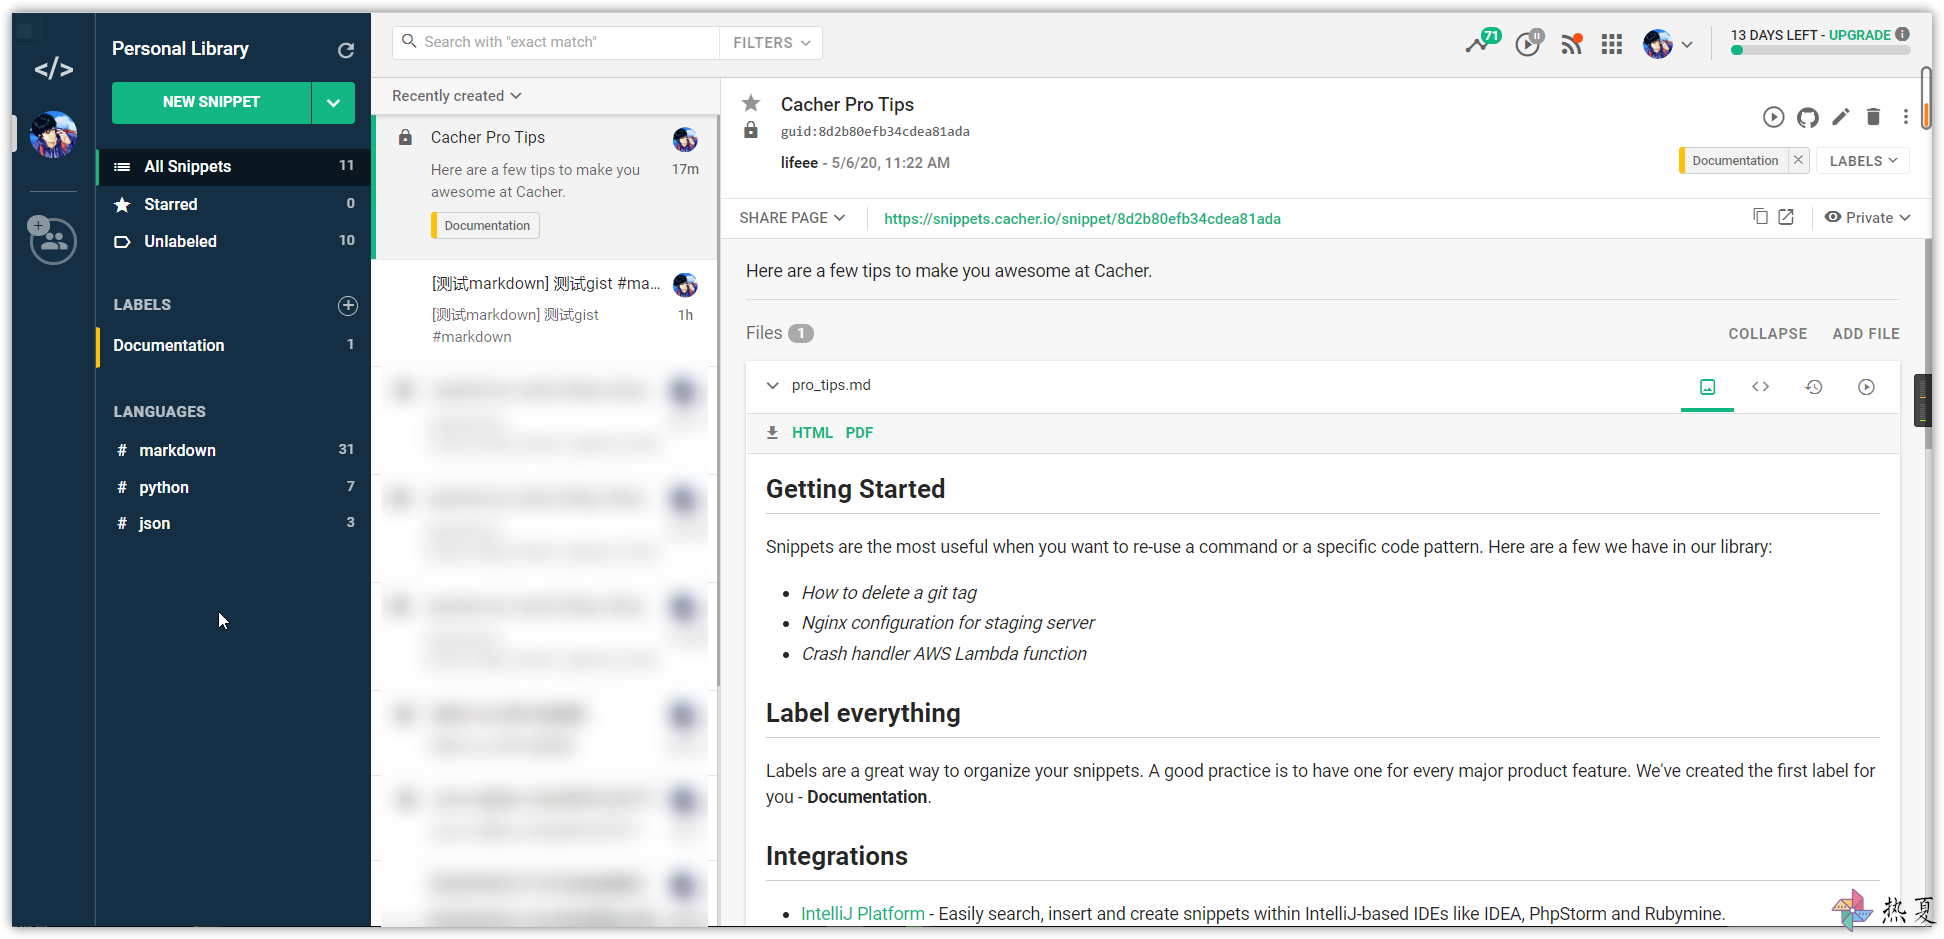 Personal Library
NEW SNIPPET
All Snippets 11
Starred 0
Unlabeled 10
LABELS
Documentation 1
LANGUAGES
# markdown 31
# python 7
# json 3
Search with "exact match"
FILTERS
Recently created
Cacher Pro Tips
Here are a few tips to make you
awesome at Cacher.
17m
Documentation
[测试markdown] 测试gist #ma...
[测试markdown] 测试gist
#markdown
1h
71
13 DAYS LEFT - UPGRADE
Cacher Pro Tips
guid:8d2b80efb34cdea81ada
lifeee - 5/6/20, 11:22 AM
Documentation
LABELS
SHARE PAGE
https://snippets.cacher.io/snippet/8d2b80efb34cdea81ada
Private
Here are a few tips to make you awesome at Cacher.
Files 1
COLLAPSE
ADD FILE
pro_tips.md
HTML PDF
Getting Started
Snippets are the most useful when you want to re-use a command or a specific code pattern. Here are a few we have in our library:
How to delete a git tag
Nginx configuration for staging server
Crash handler AWS Lambda function
Label everything
Labels are a great way to organize your snippets. A good practice is to have one for every major product feature. We've created the first label for
you - Documentation.
Integrations
IntelliJ Platform - Easily search, insert and create snippets within IntelliJ-based IDEs like IDEA, PhpStorm and Rubymine.
热夏